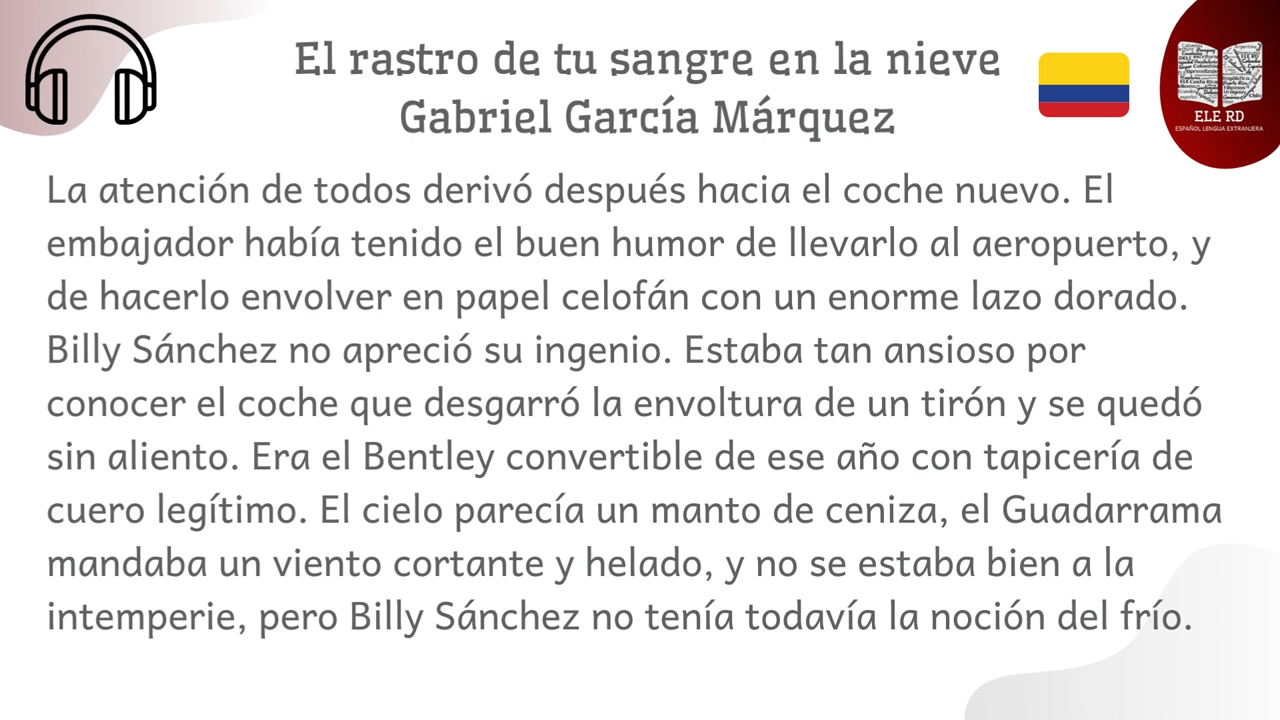 El rastro de tu sangre en la nieve
Gabriel García Márquez
ELE RD
ESPAÑOL LENGUA EXTRANJERA
La atención de todos derivó después hacia el coche nuevo. El
embajador había tenido el buen humor de llevarlo al aeropuerto, y
de hacerlo envolver en papel celofán con un enorme lazo dorado.
Billy Sánchez no apreció su ingenio. Estaba tan ansioso por
conocer el coche que desgarró la envoltura de un tirón y se quedó
sin aliento. Era el Bentley convertible de ese año con tapicería de
cuero legítimo. El cielo parecía un manto de ceniza, el Guadarrama
mandaba un viento cortante y helado, y no se estaba bien a la
intemperie, pero Billy Sánchez no tenía todavía la noción del frío.